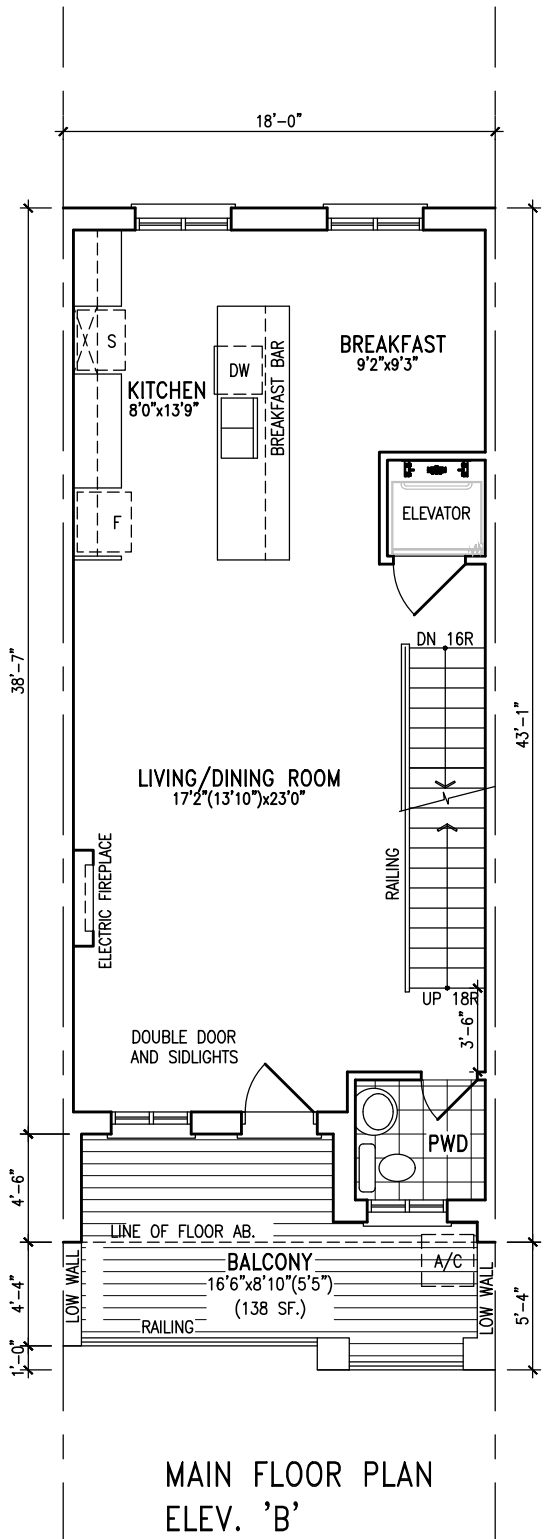 18'-0"
BREAKFAST
9'2"x9'3"
S
DW
KITCHEN
8'0"x13'9"
BREAKFAST BAR
F
ELEVATOR
DN 16R
38'-7"
43'-1"
LIVING/DINING ROOM
17'2"(13'10")x23'0"
RAILING
ELECTRIC FIREPLACE
UP 18R
3'-6"
DOUBLE DOOR
AND SIDLIGHTS
PWD
4'-6"
LINE OF FLOOR AB.
BALCONY
16'6"x8'10"(5'5")
(138 SF.)
A/C
LOW WALL
LOW WALL
4'-4"
5'-4"
RAILING
1'-0"
MAIN FLOOR PLAN
ELEV. 'B'